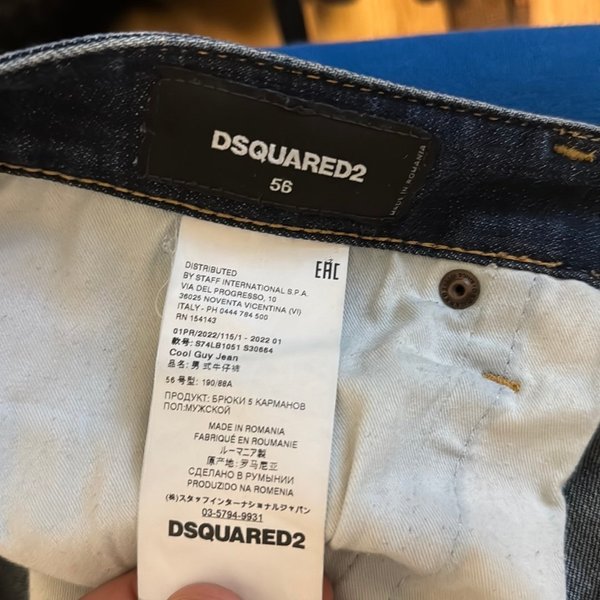 DSQUARED2
56
MADE IN ROMANIA
DISTRIBUTED
BY STAFF INTERNATIONAL S.P.A.
VIA DEL PROGRESSO, 10
36025 NOVENTA VICENTINA (VI)
ITALY - PH 0444 784 500
RN 154143
EAC
01PR/2022/115/1 - 2022 01
款号: S74LB1051 S30664
Cool Guy Jean
品名: 男式牛仔裤
56 号型: 190/88A
ПРОДУКТ: БРЮКИ 5 КАРМАНОВ
ПОЛ:МУЖСКОЙ
MADE IN ROMANIA
FABRIQUÉ EN ROUMANIE
ルーマニア製
原产地: 罗马尼亚
СДЕЛАНО В РУМЫНИИ
PRODUZIDO NA ROMENIA
(株)スタッフインターナショナルジャパン
03-5794-9931
DSQUARED2